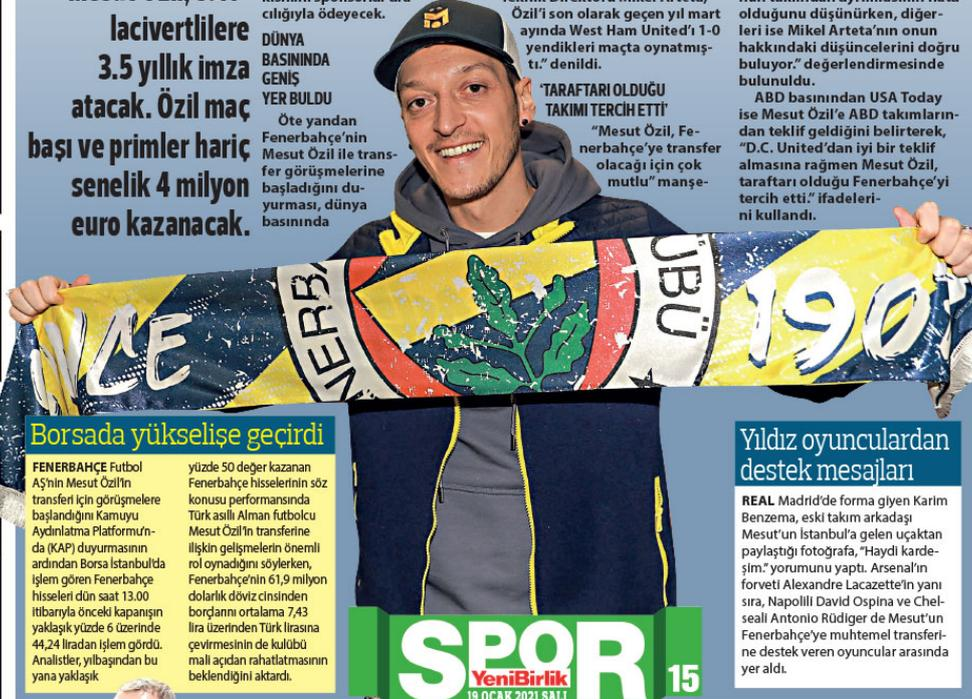 lacivertlilere
3.5 yıllık imza
atacak. Özil maç
başı ve primler hariç
senelik 4 milyon
euro kazanacak.
cılığıyla ödeyecek.
DÜNYA
BASININDA
GENİŞ
YER BULDU
Öte yandan
Fenerbahçe’nin
Mesut Özil ile trans-
fer görüşmelerine
başladığını du-
yurması, dünya
basınında
Özil’i son olarak geçen yıl mart
ayında West Ham United’ı 1-0
yendikleri maçta oynatmış-
tı.” denildi.
‘TARAFTARI OLDUĞU
TAKIMI TERCİH ETTİ’
“Mesut Özil, Fe-
nerbahçe’ye transfer
olacağı için çok
mutlu” manşe-
olduğunu düşünürken, diğer-
leri ise Mikel Arteta’nın onun
hakkındaki düşüncelerini doğru
buluyor.” değerlendirmesinde
bulunuldu.
ABD basınından USA Today
ise Mesut Özil’e ABD takımların-
dan teklif geldiğini belirterek,
“D.C. United’dan iyi bir teklif
almasına rağmen Mesut Özil,
taraftarı olduğu Fenerbahçe’yi
tercih etti.” ifadeleri-
ni kullandı.
ÇE
NERB
ÜBÜ
190
Borsada yükselişe geçirdi
FENERBAHÇE Futbol
AŞ’nin Mesut Özil’in
transferi için görüşmelere
başlandığını Kamuyu
Aydınlatma Platformu’n-
da (KAP) duyurmasının
ardından Borsa İstanbul’da
işlem gören Fenerbahçe
hisseleri dün saat 13.00
itibarıyla önceki kapanışın
yaklaşık yüzde 6 üzerinde
44,24 liradan işlem gördü.
Analistler, yılbaşından bu
yana yaklaşık
yüzde 50 değer kazanan
Fenerbahçe hisselerinin söz
konusu performansında
Türk asıllı Alman futbolcu
Mesut Özil’in transferine
ilişkin gelişmelerin önemli
rol oynadığını söylerken,
Fenerbahçe’nin 61,9 milyon
dolarlık döviz cinsinden
borçlarını ortalama 7,43
lira üzerinden Türk lirasına
çevirmesinin de kulübü
mali açıdan rahatlatmasının
beklendiğini aktardı.
Yıldız oyunculardan
destek mesajları
REAL Madrid’de forma giyen Karim
Benzema, eski takım arkadaşı
Mesut’un İstanbul’a gelen uçaktan
paylaştığı fotoğrafa, “Haydi karde-
şim.” yorumunu yaptı. Arsenal’ın
forveti Alexandre Lacazette’in yanı
sıra, Napolili David Ospina ve Chel-
seali Antonio Rüdiger de Mesut’un
Fenerbahçe’ye muhtemel transferi-
ne destek veren oyuncular arasında
yer aldı.
SPOR
YeniBirlik
15
19 OCAK 2021 SALI